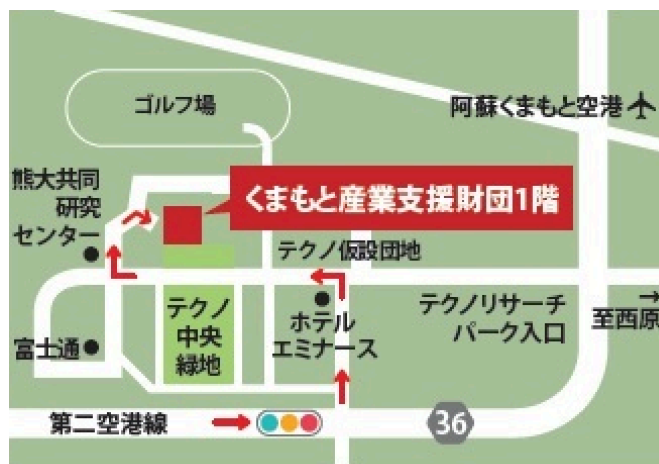 ゴルフ場
阿蘇くまもと空港
熊大共同
研究
センター
くまもと産業支援財団1階
テクノ仮設団地
テクノ
中央
緑地
ホテル
エミナース
テクノリサーチ
パーク入口
→
至西原
富士通
第二空港線
36